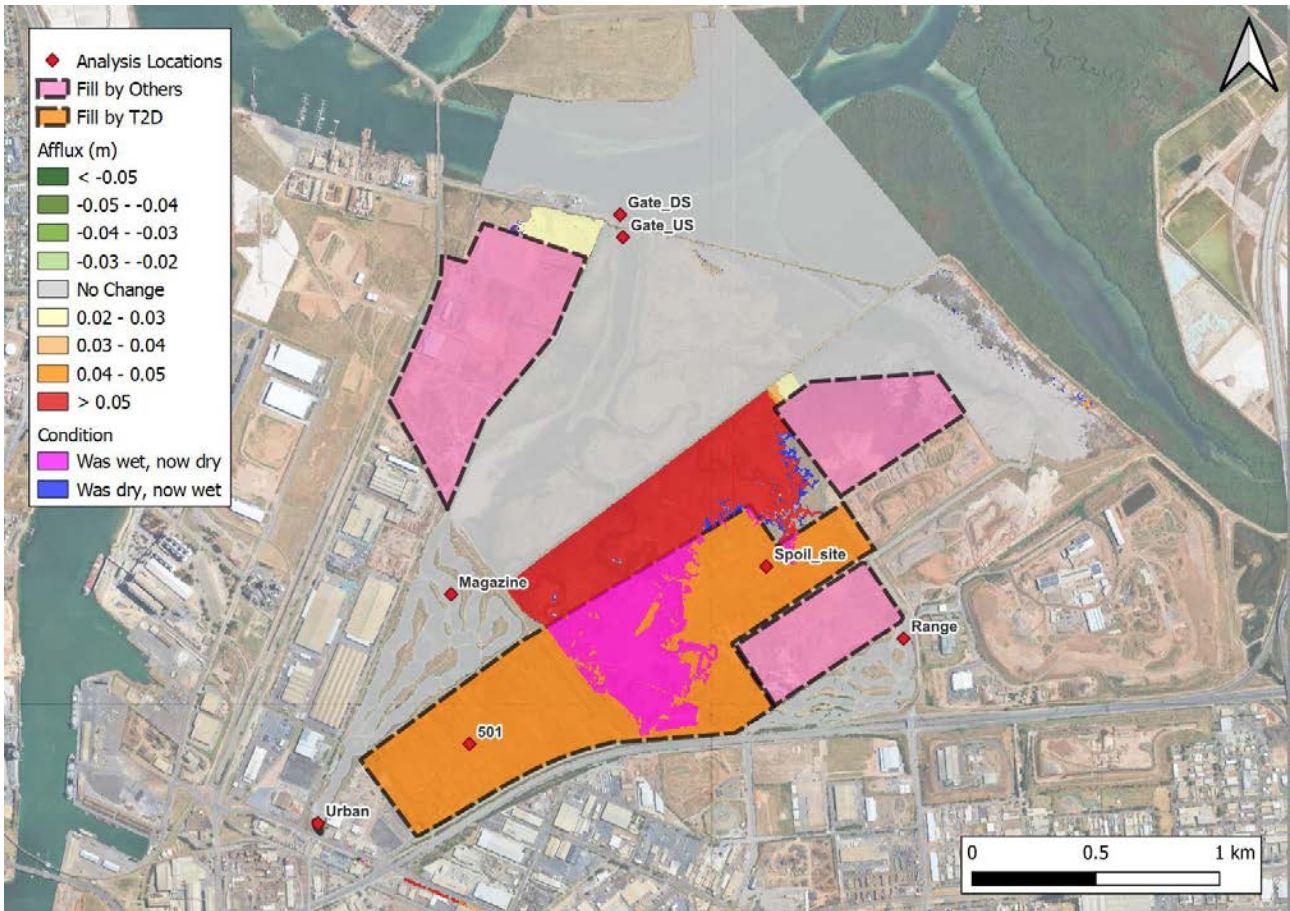 Analysis Locations
Fill by Others
Fill by T2D
Afflux (m)
< -0.05
-0.05 - -0.04
-0.04 - -0.03
-0.03 - -0.02
No Change
0.02 - 0.03
0.03 - 0.04
0.04 - 0.05
> 0.05
Condition
Was wet, now dry
Was dry, now wet
Gate_DS
Gate_US
Spoil_site
Magazine
Range
501
Urban
0 0.5 1 km